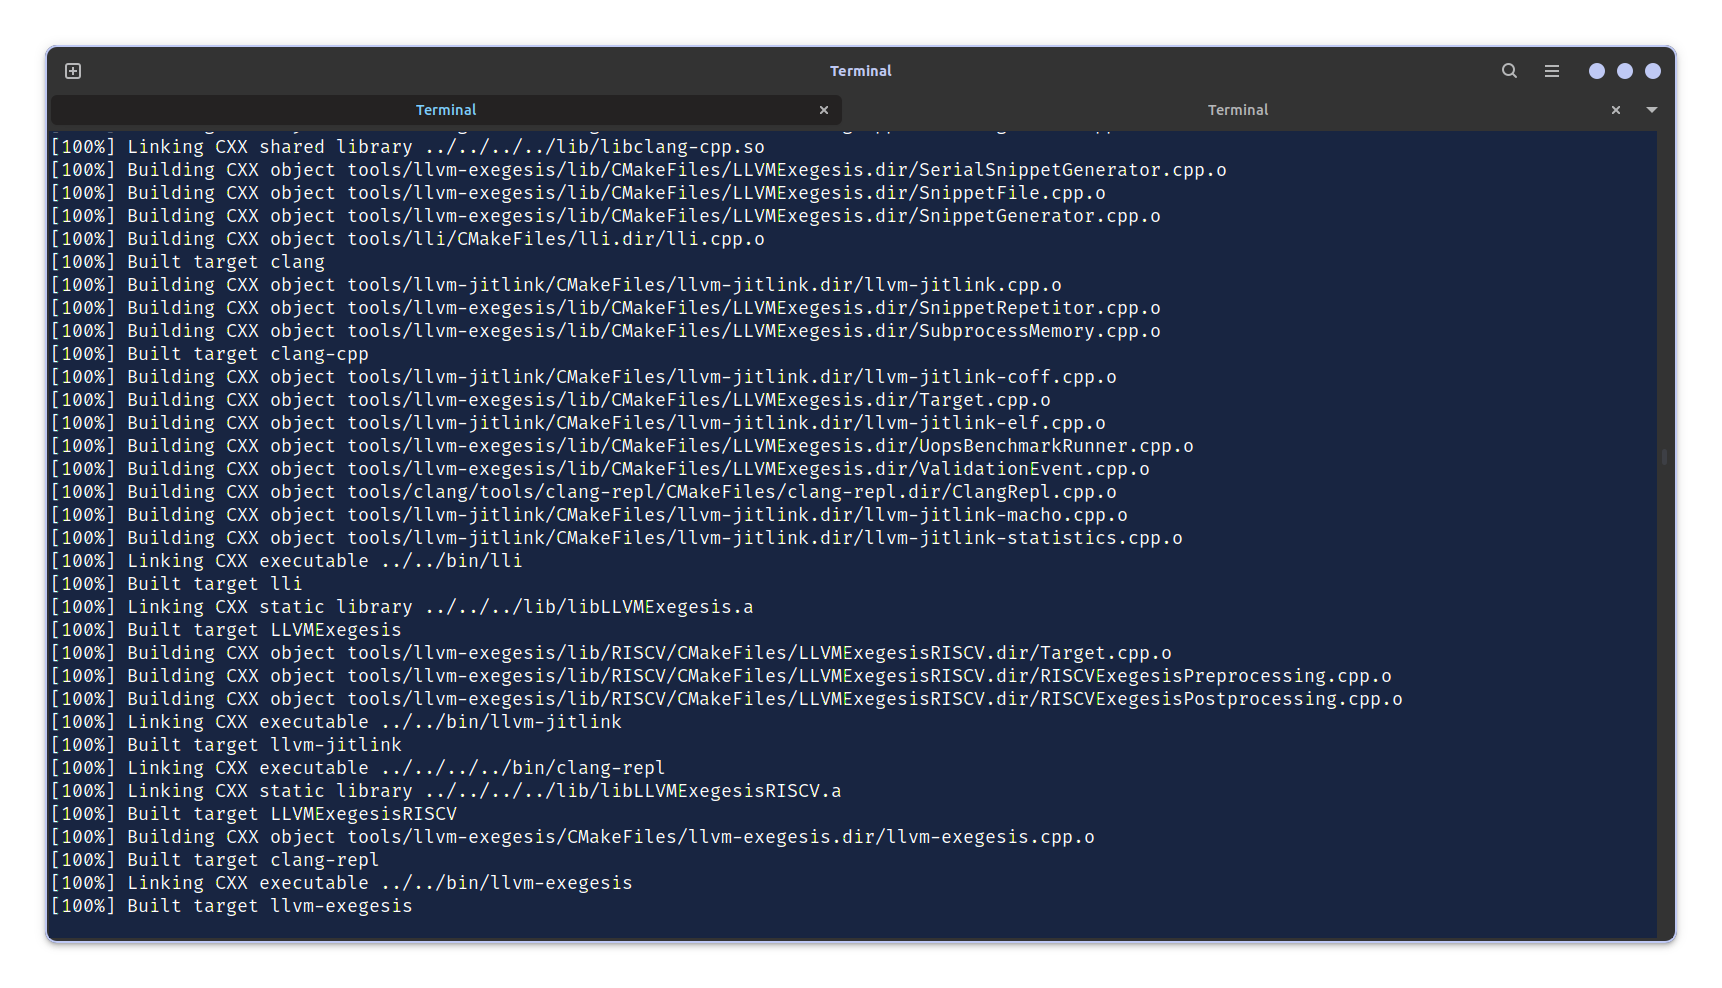 Terminal
Terminal
Terminal
[100%] Linking CXX shared library ../../../../lib/libclang-cpp.so
[100%] Building CXX object tools/llvm-exegesis/lib/CMakeFiles/LLVMExegesis.dir/SerialSnippetGenerator.cpp.o
[100%] Building CXX object tools/llvm-exegesis/lib/CMakeFiles/LLVMExegesis.dir/SnippetFile.cpp.o
[100%] Building CXX object tools/llvm-exegesis/lib/CMakeFiles/LLVMExegesis.dir/SnippetGenerator.cpp.o
[100%] Building CXX object tools/lli/CMakeFiles/lli.dir/lli.cpp.o
[100%] Built target clang
[100%] Building CXX object tools/llvm-jitlink/CMakeFiles/llvm-jitlink.dir/llvm-jitlink.cpp.o
[100%] Building CXX object tools/llvm-exegesis/lib/CMakeFiles/LLVMExegesis.dir/SnippetRepetitor.cpp.o
[100%] Building CXX object tools/llvm-exegesis/lib/CMakeFiles/LLVMExegesis.dir/SubprocessMemory.cpp.o
[100%] Built target clang-cpp
[100%] Building CXX object tools/llvm-jitlink/CMakeFiles/llvm-jitlink.dir/llvm-jitlink-coff.cpp.o
[100%] Building CXX object tools/llvm-exegesis/lib/CMakeFiles/LLVMExegesis.dir/Target.cpp.o
[100%] Building CXX object tools/llvm-jitlink/CMakeFiles/llvm-jitlink.dir/llvm-jitlink-elf.cpp.o
[100%] Building CXX object tools/llvm-exegesis/lib/CMakeFiles/LLVMExegesis.dir/UopsBenchmarkRunner.cpp.o
[100%] Building CXX object tools/llvm-exegesis/lib/CMakeFiles/LLVMExegesis.dir/ValidationEvent.cpp.o
[100%] Building CXX object tools/clang/tools/clang-repl/CMakeFiles/clang-repl.dir/ClangRepl.cpp.o
[100%] Building CXX object tools/llvm-jitlink/CMakeFiles/llvm-jitlink.dir/llvm-jitlink-macho.cpp.o
[100%] Building CXX object tools/llvm-jitlink/CMakeFiles/llvm-jitlink.dir/llvm-jitlink-statistics.cpp.o
[100%] Linking CXX executable ../../bin/lli
[100%] Built target lli
[100%] Linking CXX static library ../../../lib/libLLVMExegesis.a
[100%] Built target LLVMExegesis
[100%] Building CXX object tools/llvm-exegesis/lib/RISCV/CMakeFiles/LLVMExegesisRISCV.dir/Target.cpp.o
[100%] Building CXX object tools/llvm-exegesis/lib/RISCV/CMakeFiles/LLVMExegesisRISCV.dir/RISCVExegesisPreprocessing.cpp.o
[100%] Building CXX object tools/llvm-exegesis/lib/RISCV/CMakeFiles/LLVMExegesisRISCV.dir/RISCVExegesisPostprocessing.cpp.o
[100%] Linking CXX executable ../../bin/llvm-jitlink
[100%] Built target llvm-jitlink
[100%] Linking CXX executable ../../../../bin/clang-repl
[100%] Linking CXX static library ../../../../lib/libLLVMExegesisRISCV.a
[100%] Built target LLVMExegesisRISCV
[100%] Building CXX object tools/llvm-exegesis/CMakeFiles/llvm-exegesis.dir/llvm-exegesis.cpp.o
[100%] Built target clang-repl
[100%] Linking CXX executable ../../bin/llvm-exegesis
[100%] Built target llvm-exegesis